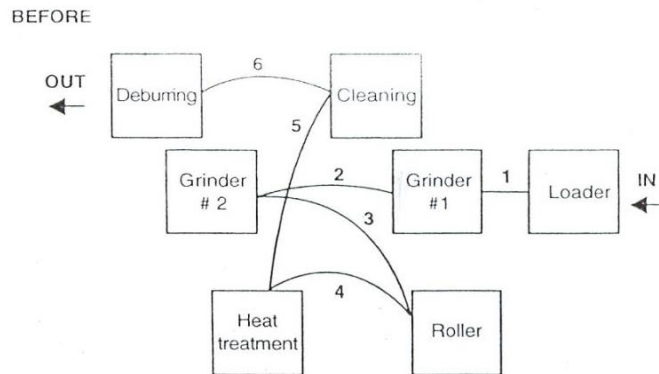 BEFORE
OUT
Deburring
6
Cleaning
5
Grinder
# 2
2
Grinder
#1
1
Loader
IN
3
4
Heat
treatment
Roller